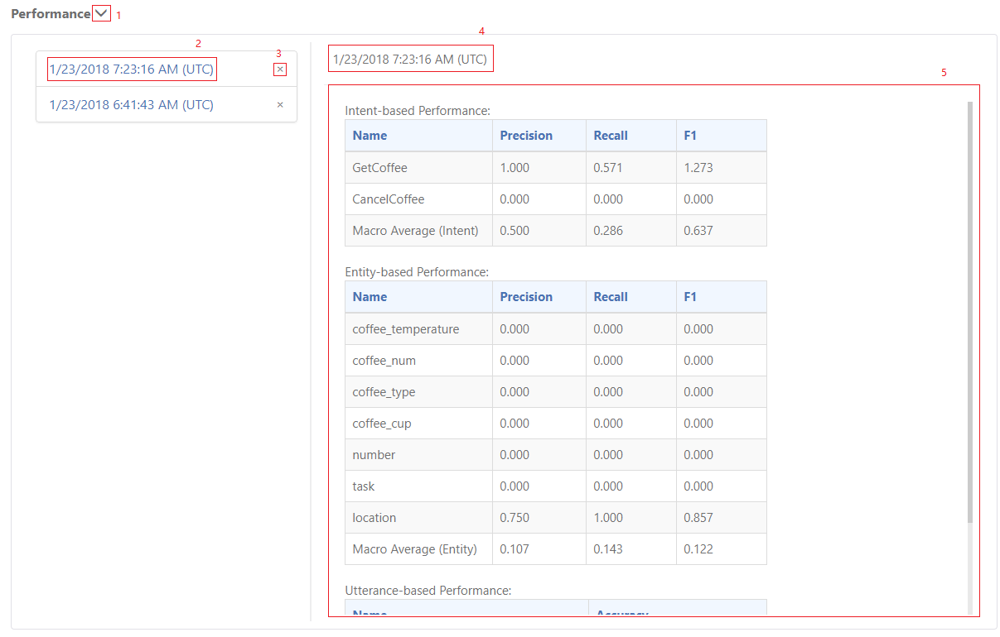 Performance 1
2
3
4
5
1/23/2018 7:23:16 AM (UTC) ×
1/23/2018 6:41:43 AM (UTC) ×
1/23/2018 7:23:16 AM (UTC)
Intent-based Performance:
Name Precision Recall F1
GetCoffee 1.000 0.571 1.273
CancelCoffee 0.000 0.000 0.000
Macro Average (Intent) 0.500 0.286 0.637
Entity-based Performance:
Name Precision Recall F1
coffee_temperature 0.000 0.000 0.000
coffee_num 0.000 0.000 0.000
coffee_type 0.000 0.000 0.000
coffee_cup 0.000 0.000 0.000
number 0.000 0.000 0.000
task 0.000 0.000 0.000
location 0.750 1.000 0.857
Macro Average (Entity) 0.107 0.143 0.122
Utterance-based Performance:
Name Accuracy